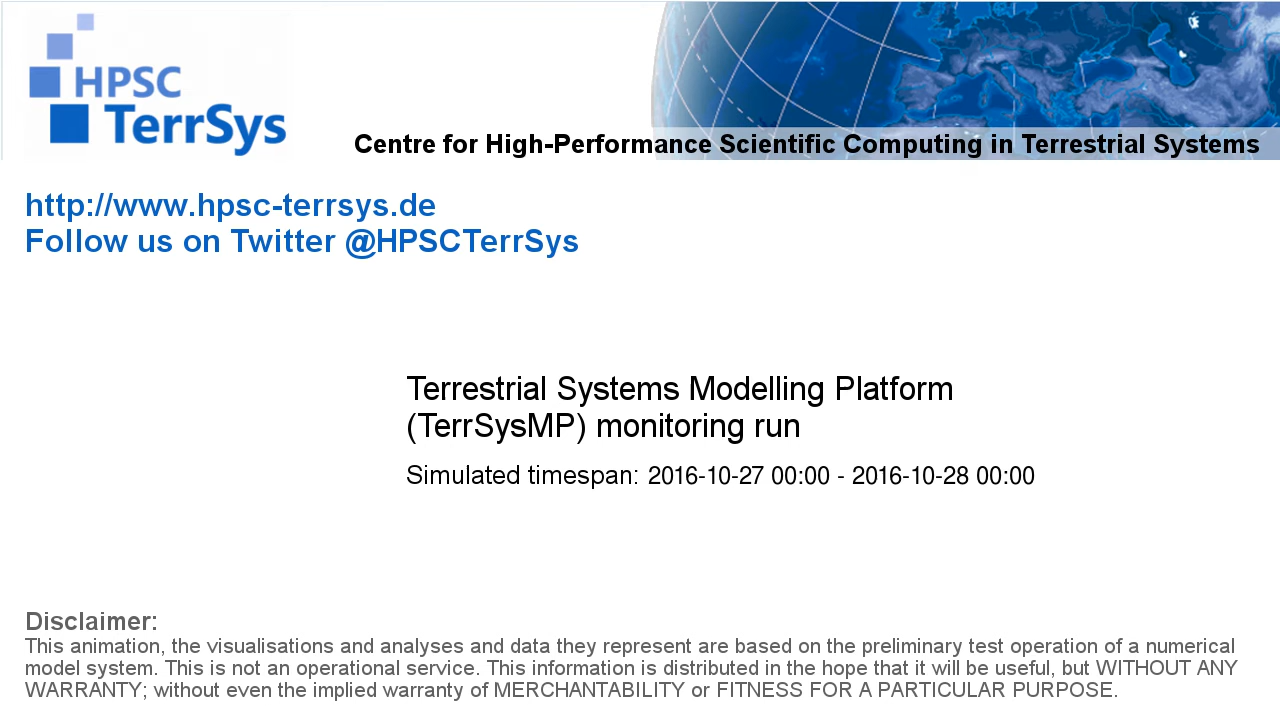 HPSC
TerrSys
Centre for High-Performance Scientific Computing in Terrestrial Systems
http://www.hpsc-terrsys.de
Follow us on Twitter @HPSCTerrSys
Terrestrial Systems Modelling Platform
(TerrSysMP) monitoring run
Simulated timespan: 2016-10-27 00:00 - 2016-10-28 00:00
Disclaimer:
This animation, the visualisations and analyses and data they represent are based on the preliminary test operation of a numerical
model system. This is not an operational service. This information is distributed in the hope that it will be useful, but WITHOUT ANY
WARRANTY; without even the implied warranty of MERCHANTABILITY or FITNESS FOR A PARTICULAR PURPOSE.